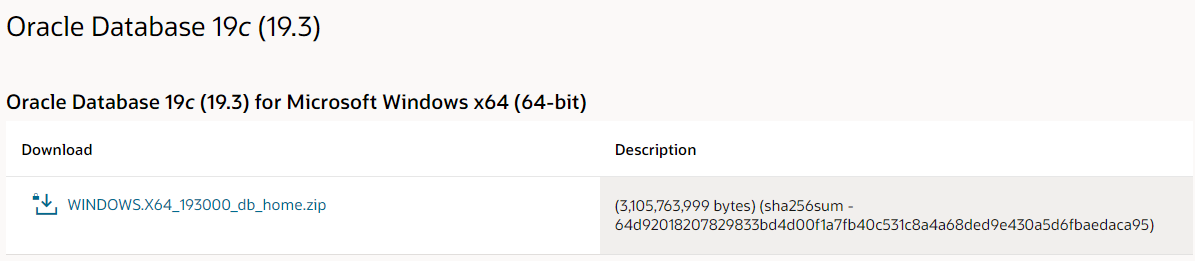 Oracle Database 19c (19.3)
Oracle Database 19c (19.3) for Microsoft Windows x64 (64-bit)
Download
Description
WINDOWS.X64_193000_db_home.zip
(3,105,763,999 bytes) (sha256sum -
64d92018207829833bd4d00f1a7fb40c531c8a4a68ded9e430a5d6fbaedaca95)